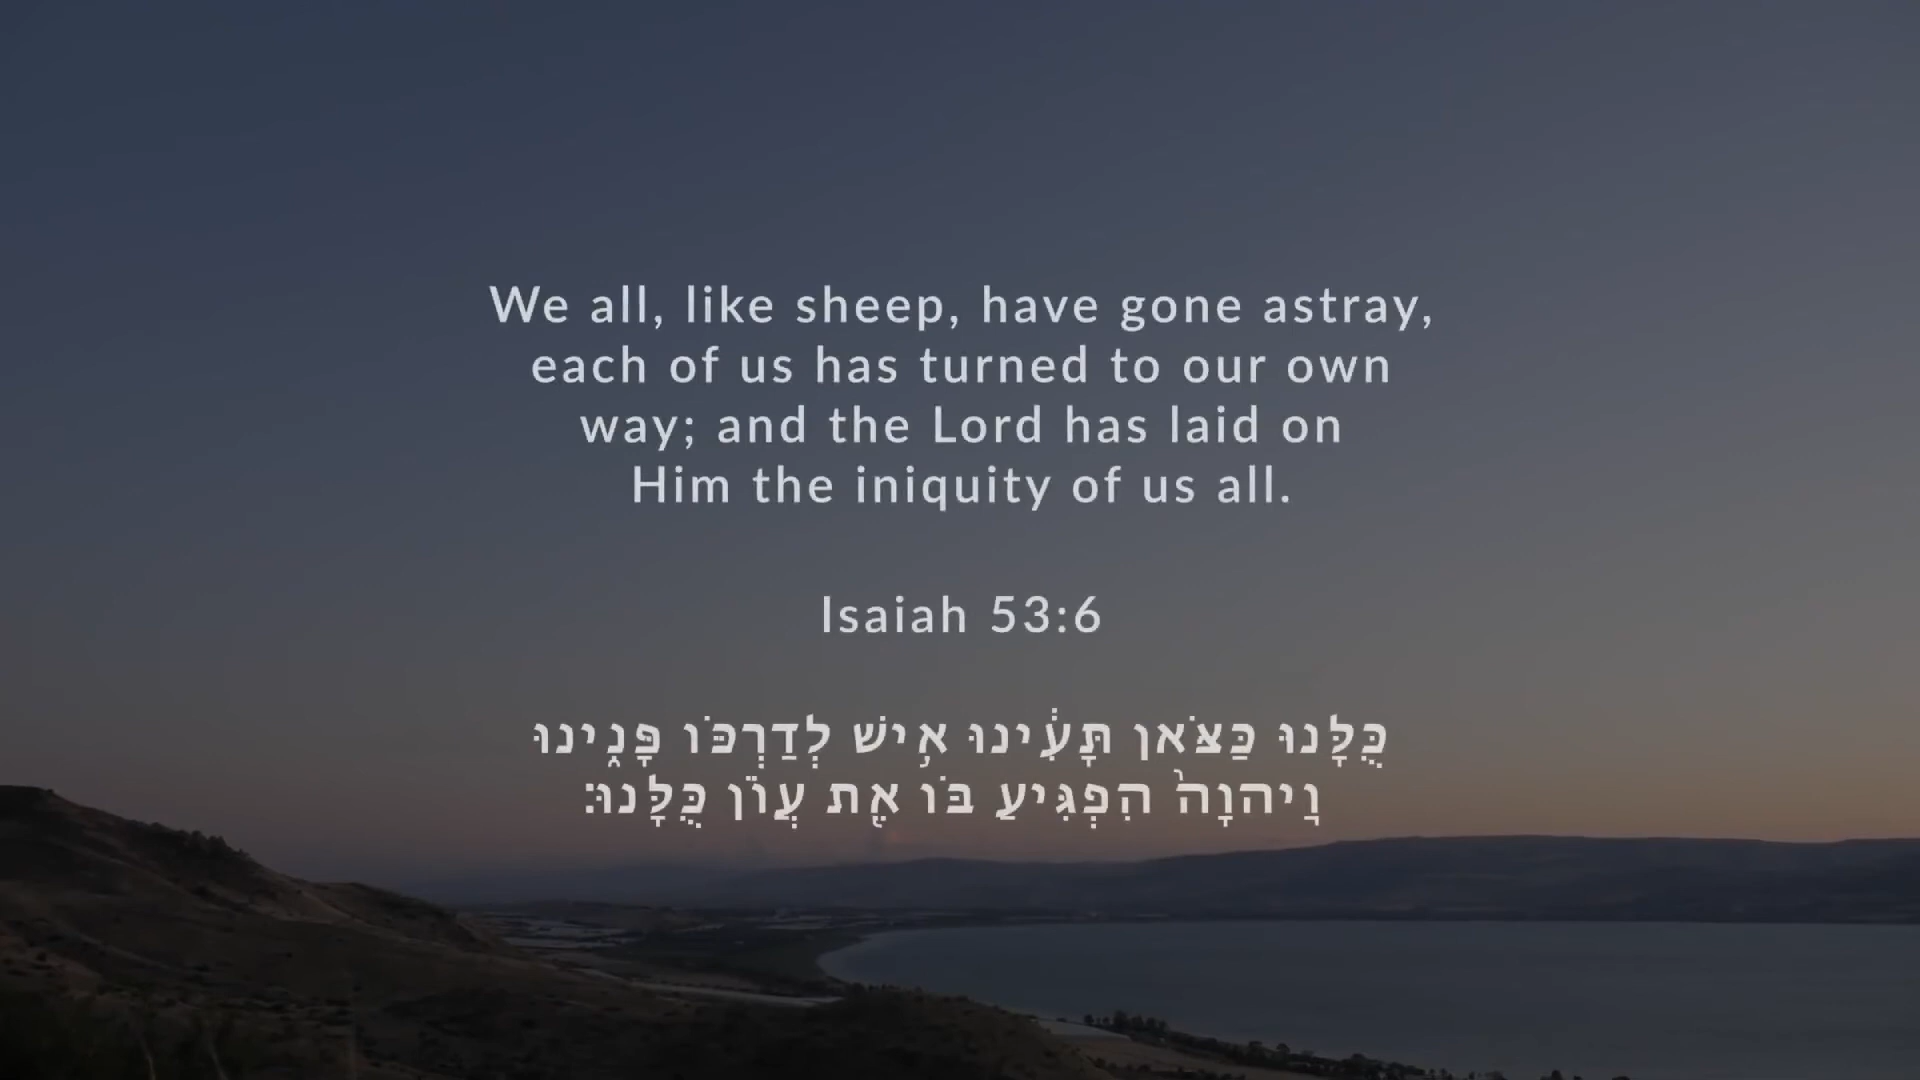 We all, like sheep, have gone astray,
each of us has turned to our own
way; and the Lord has laid on
Him the iniquity of us all.
Isaiah 53:6
כֻּלָּ֙נוּ֙ כַּצֹּ֣אן תָּעִ֔ינוּ אִ֥ישׁ לְדַרְכּ֖וֹ פָּנִ֑ינוּ
וַֽיהוָה֙ הִפְגִּ֣יעַ בּ֔וֹ אֵ֖ת עֲוֺ֥ן כֻּלָּֽנוּ׃